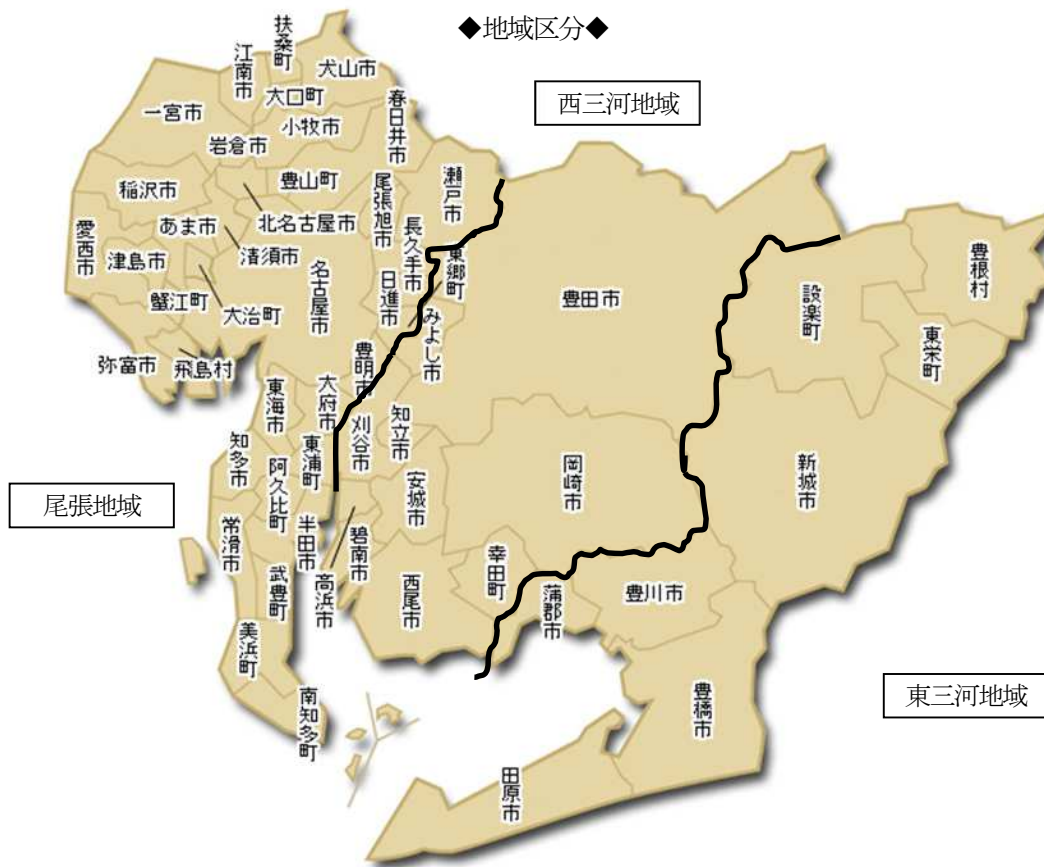 ◆地域区分◆
西三河地域
扶桑町
江南市
犬山市
大口町
一宮市
小牧市
春日井市
岩倉市
瀬戸市
豊山町
稲沢市
尾張旭市
あま市
北名古屋市
長久手市
愛西市
津島市
清須市
東郷町
名古屋市
日進市
蟹江町
大治町
みよし市
豊田市
設楽町
豊根村
東栄町
弥富市
飛島村
豊明市
大府市
東海市
刈谷市
知立市
知多市
東浦町
阿久比町
安城市
岡崎市
新城市
尾張地域
常滑市
半田市
碧南市
高浜市
武豊町
西尾市
幸田町
蒲郡市
豊川市
美浜町
南知多町
豊橋市
東三河地域
田原市